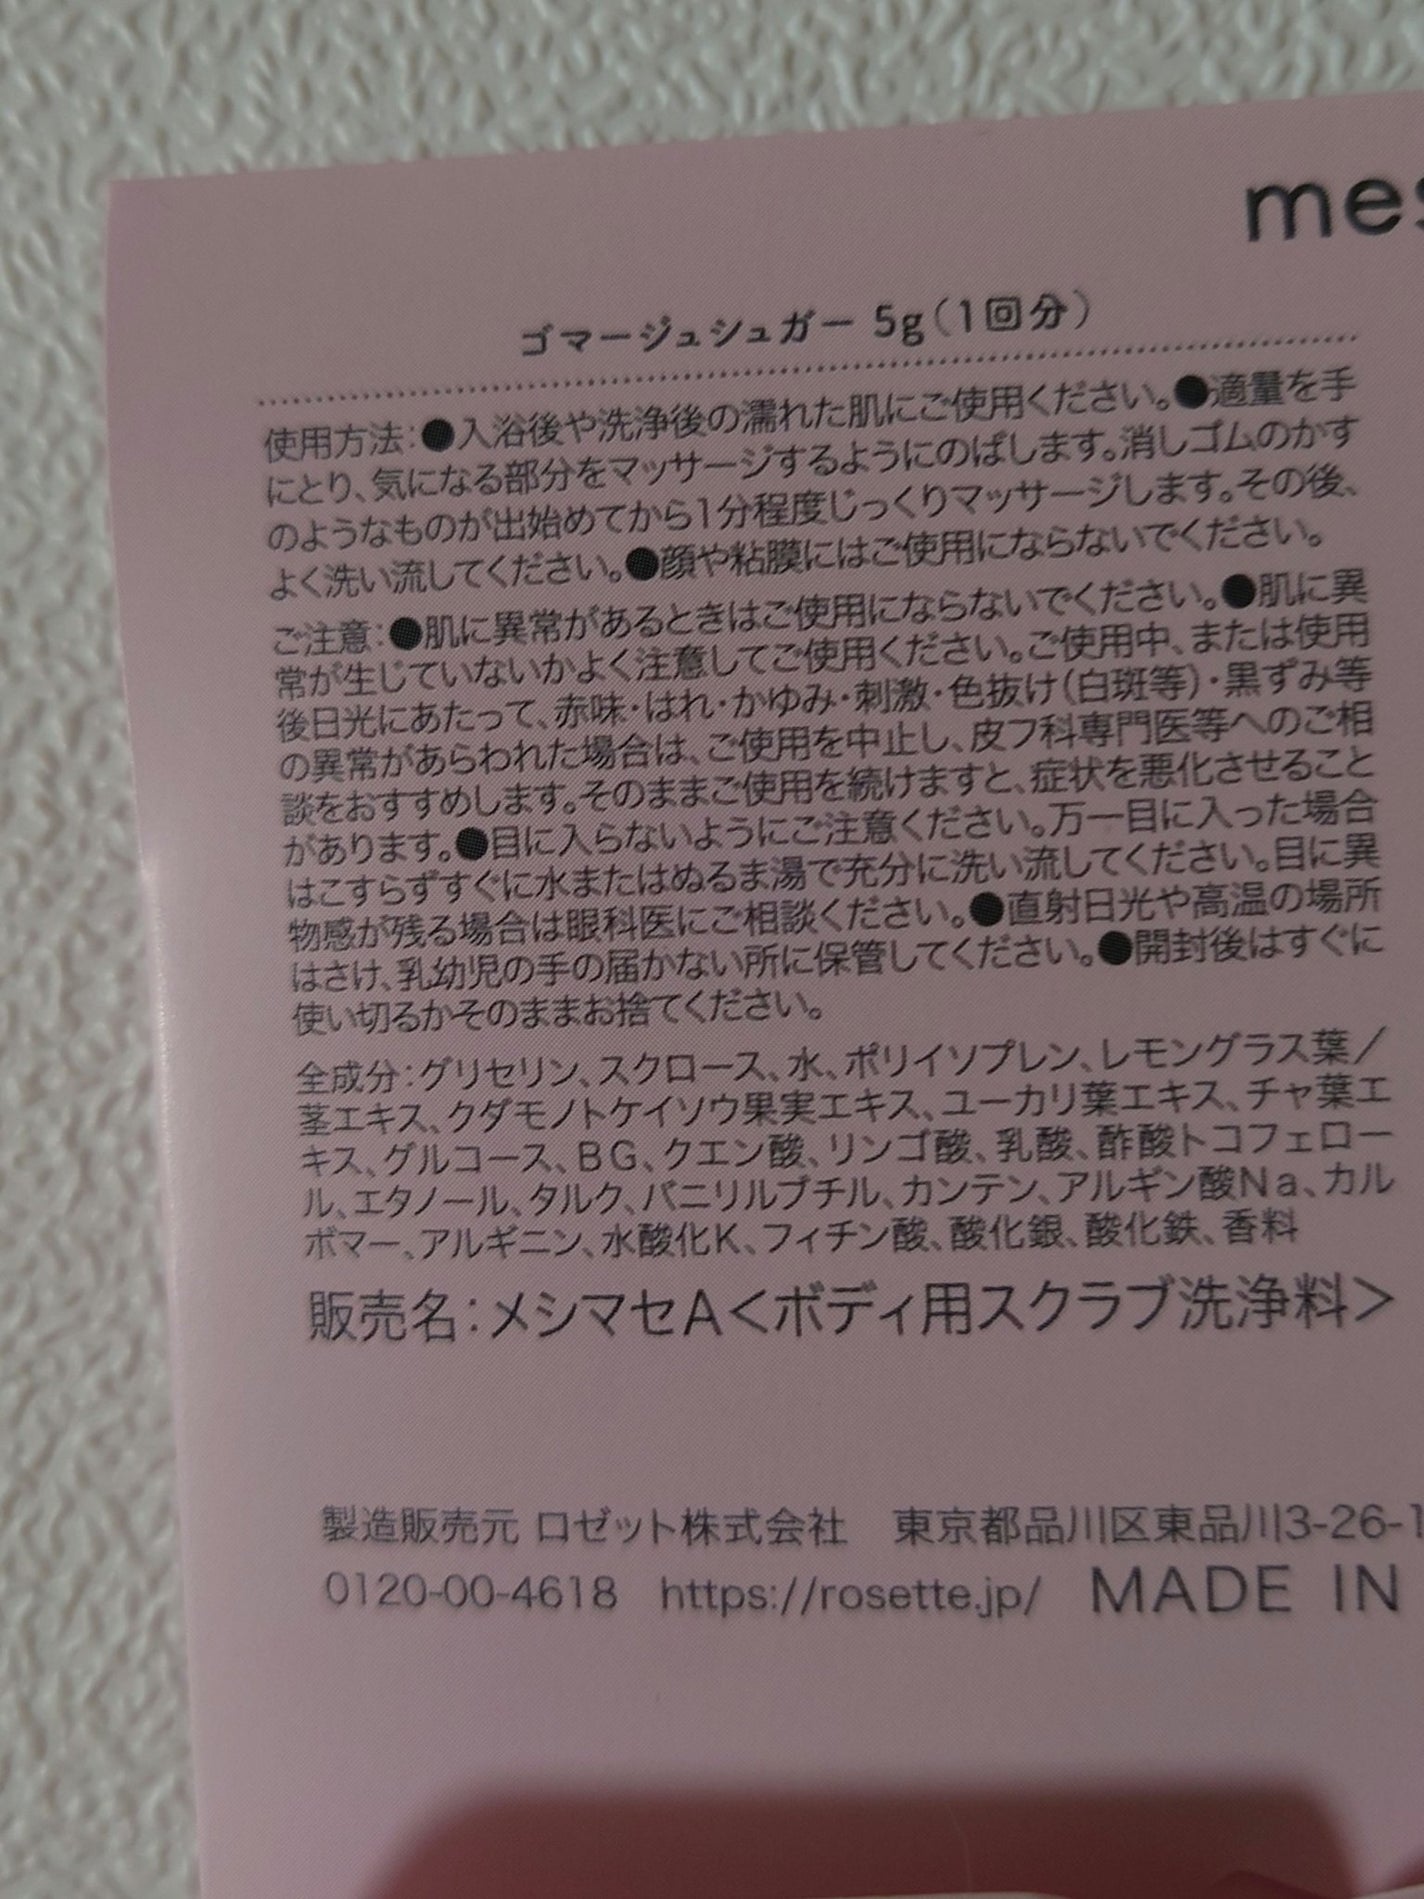 mes
ゴマージュシュガー 5g(1回分)
使用方法:●入浴後や洗浄後の濡れた肌にご使用ください。●適量を手
にとり、気になる部分をマッサージするようにのばします。消しゴムのかす
のようなものが出始めてから1分程度じっくりマッサージします。その後、
よく洗い流してください。●顔や粘膜にはご使用にならないでください。
ご注意:●肌に異常があるときはご使用にならないでください。●肌に異
常が生じていないかよく注意してご使用ください。ご使用中、または使用
後日光にあたって、赤味・はれ・かゆみ・刺激・色抜け(白斑等)・黒ずみ等
の異常があらわれた場合は、ご使用を中止し、皮フ科専門医等へのご相
談をおすすめします。そのままご使用を続けますと、症状を悪化させること
があります。●目に入らないようにご注意ください。万一目に入った場合
はこすらずすぐに水またはぬるま湯で充分に洗い流してください。目に異
物感が残る場合は眼科医にご相談ください。●直射日光や高温の場所
はさけ、乳幼児の手の届かない所に保管してください。●開封後はすぐに
使い切るかそのままお捨てください。
全成分:グリセリン、スクロース、水、ポリイソプレン、レモングラス葉/
茎エキス、クダモノトケイソウ果実エキス、ユーカリ葉エキス、チャ葉エ
キス、グルコース、BG、クエン酸、リンゴ酸、乳酸、酢酸トコフェロー
ル、エタノール、タルク、バニリルブチル、カンテン、アルギン酸Na、カル
ボマー、アルギニン、水酸化K、フィチン酸、酸化銀、酸化鉄、香料
販売名:メシマセA<ボディ用スクラブ洗浄料>
製造販売元 ロゼット株式会社 東京都品川区東品川3-26-1
0120-00-4618 https://rosette.jp/ MADE IN